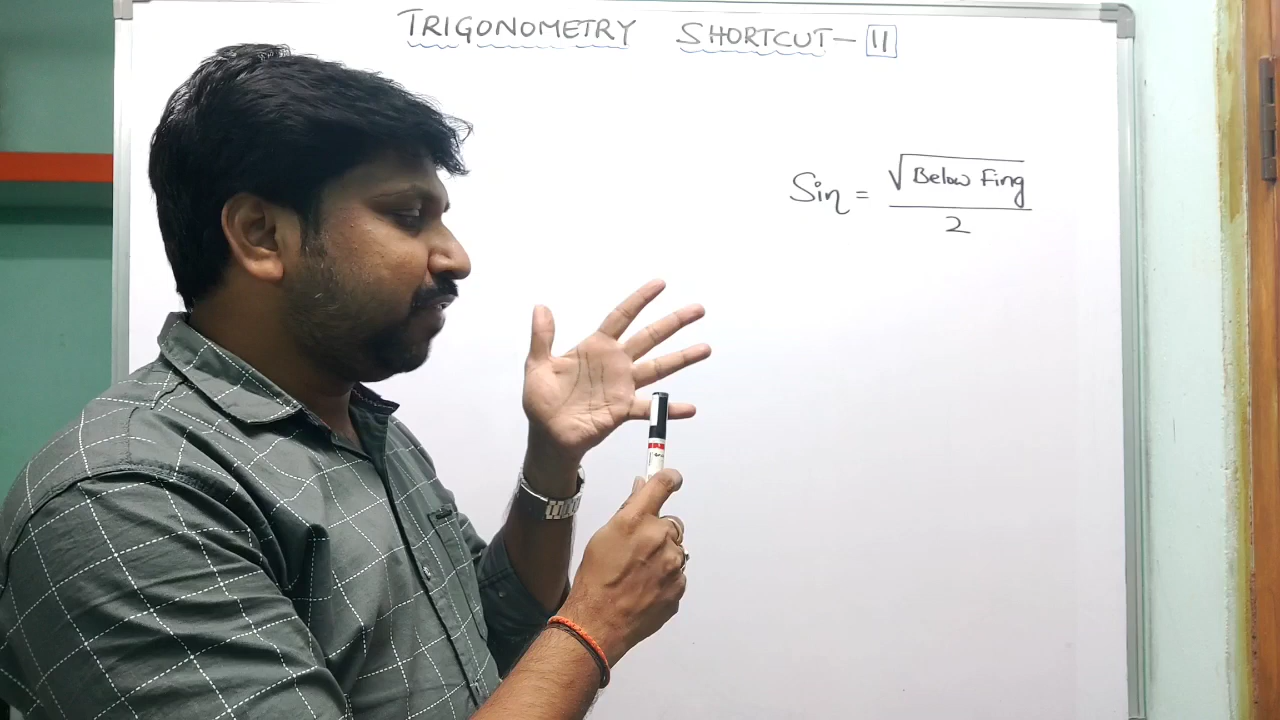 TRIGONOMETRY SHORTCUT- 11
Sin = √Below Fing
2